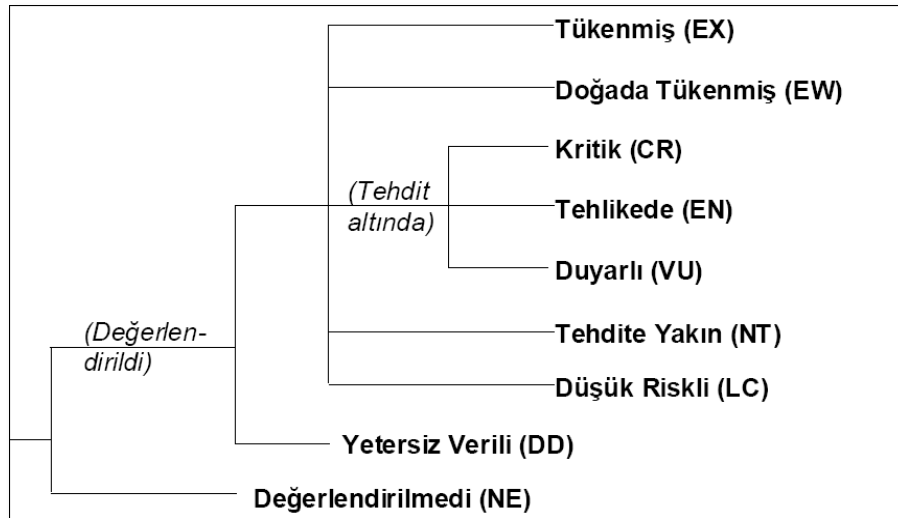 Tükenmiş (EX)
Doğada Tükenmiş (EW)
Kritik (CR)
(Tehdit
altında)
Tehlikede (EN)
Duyarlı (VU)
(Değerlen-
dirildi)
Tehdite Yakın (NT)
Düşük Riskli (LC)
Yetersiz Verili (DD)
Değerlendirilmedi (NE)